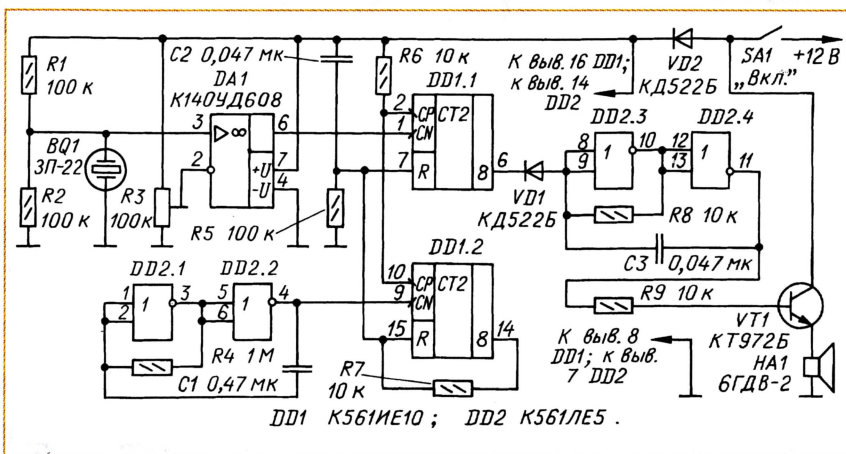 R1
100 к
BQ1
ЗП-22
R2
100 к
R3
100к
C2 0,047 мк
DA1
К140УД608
3
∞
6
2
7
+U
4
-U
R5 100 к
R6 10 к
DD1.1
2
CP
CT2
1
CN
7
R
8
6
К выв. 16 DD1;
к выв. 14
DD2
VD2
КД522Б
SA1
„Вкл."
+12 В
VD1
КД522Б
DD2.3
8
1
10
9
DD2.4
12
1
11
13
R8 10 к
C3 0,047 мк
R9 10 к
VT1
КТ972Б
HA1
6ГДВ-2
DD2.1
1
1
3
2
DD2.2
5
1
4
6
R4 1 М
C1 0,47 мк
DD1.2
10
CP
CT2
9
CN
15
R
8
14
R7
10 к
К выв. 8
DD1; к выв.
7 DD2
DD1 К561ИЕ10 ; DD2 К561ЛЕ5 .